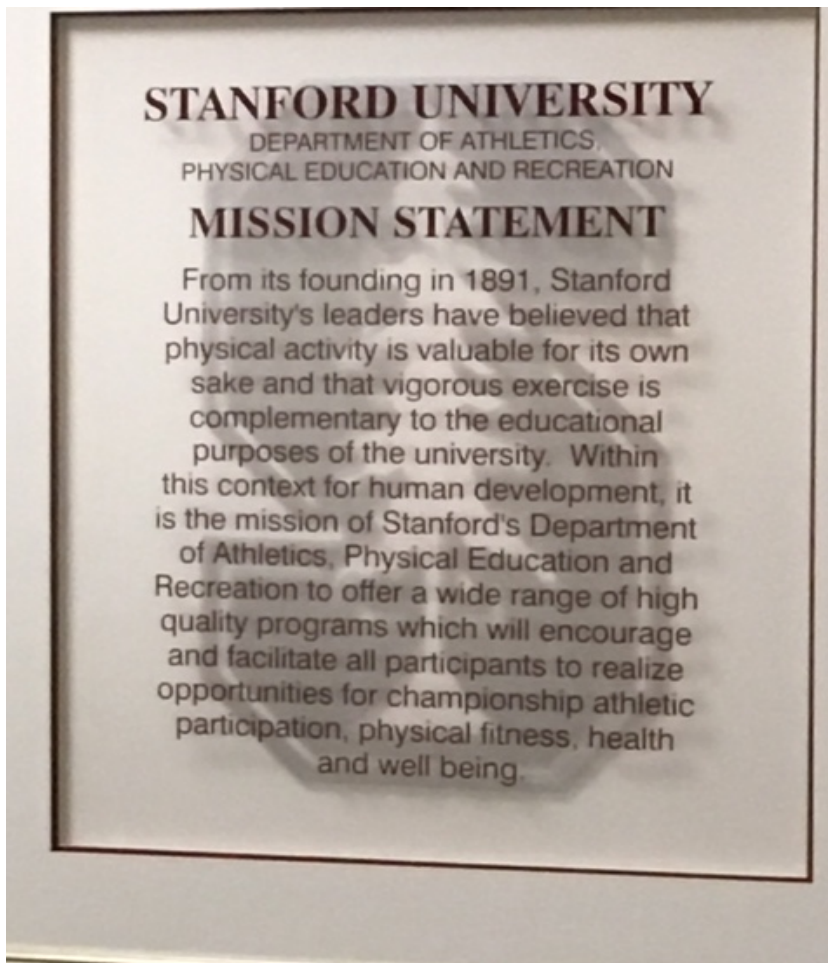 STANFORD UNIVERSITY
DEPARTMENT OF ATHLETICS,
PHYSICAL EDUCATION AND RECREATION
MISSION STATEMENT
From its founding in 1891, Stanford
University's leaders have believed that
physical activity is valuable for its own
sake and that vigorous exercise is
complementary to the educational
purposes of the university. Within
this context for human development, it
is the mission of Stanford's Department
of Athletics, Physical Education and
Recreation to offer a wide range of high
quality programs which will encourage
and facilitate all participants to realize
opportunities for championship athletic
participation, physical fitness, health
and well being.